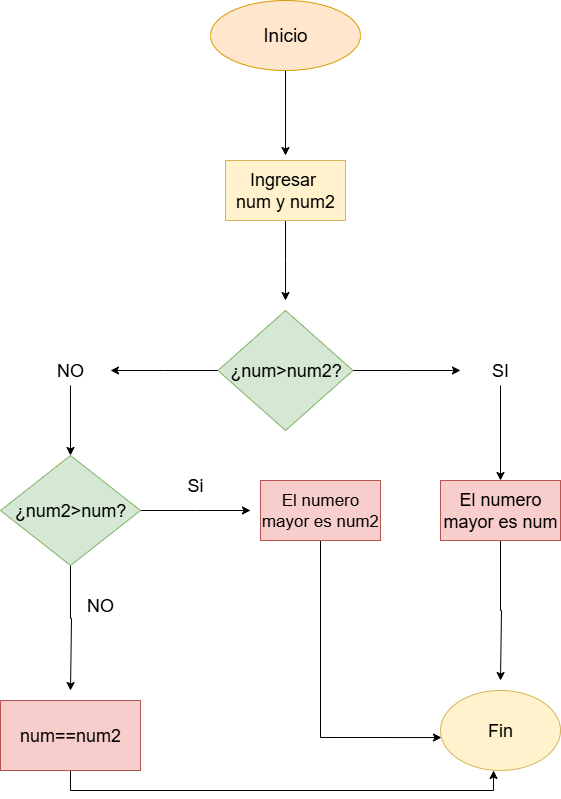 Inicio
Ingresar
num y num2
¿num>num2?
NO
SI
¿num2>num?
Si
El numero
mayor es num2
El numero
mayor es num
NO
num==num2
Fin